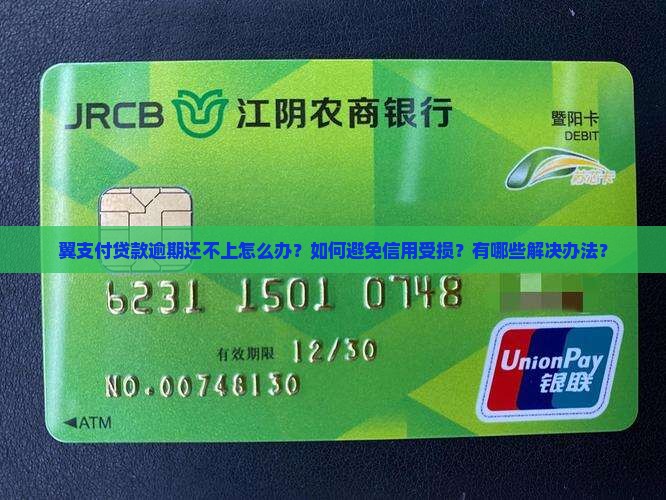 JRCB 江阴农商银行
暨阳卡
DEBIT
翼支付贷款逾期还不上怎么办？如何避免信用受损？有哪些解决办法？
6231 1501 0748
有效期限 12/30
NO.00748130
UnionPay
银联
◄ATM